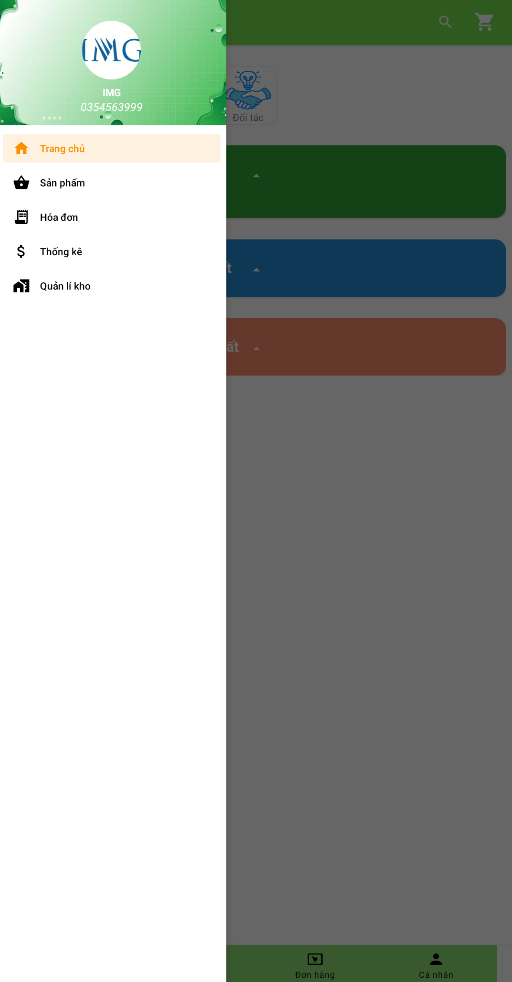 IMG
IMG
0354563999
Trang chủ
Sản phẩm
Hóa đơn
Thống kê
Quản lí kho
Đối tác
ất
Đơn hàng
Cá nhân